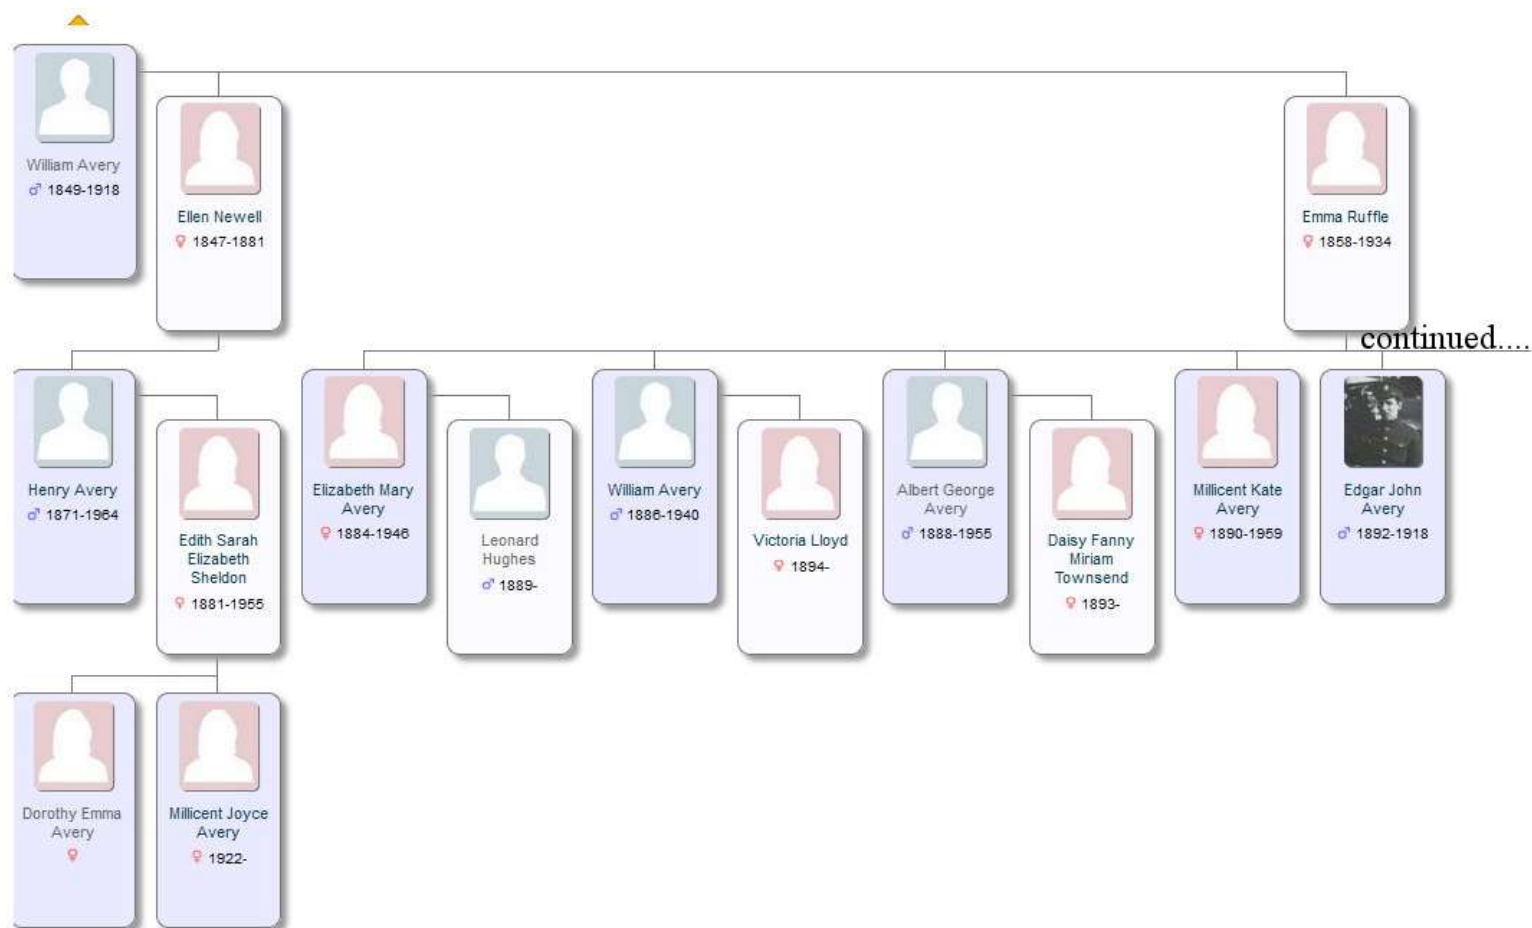 William Avery
♂ 1849-1918
Ellen Newell
♀ 1847-1881
Emma Ruffle
♀ 1858-1934
continued....
Henry Avery
♂ 1871-1964
Edith Sarah
Elizabeth
Sheldon
♀ 1881-1955
Elizabeth Mary
Avery
♀ 1884-1946
Leonard
Hughes
♂ 1889-
William Avery
♂ 1886-1940
Victoria Lloyd
♀ 1894-
Albert George
Avery
♂ 1888-1955
Daisy Fanny
Miriam
Townsend
♀ 1893-
Millicent Kate
Avery
♀ 1890-1959
Edgar John
Avery
♂ 1892-1918
Dorothy Emma
Avery
♀
Millicent Joyce
Avery
♀ 1922-